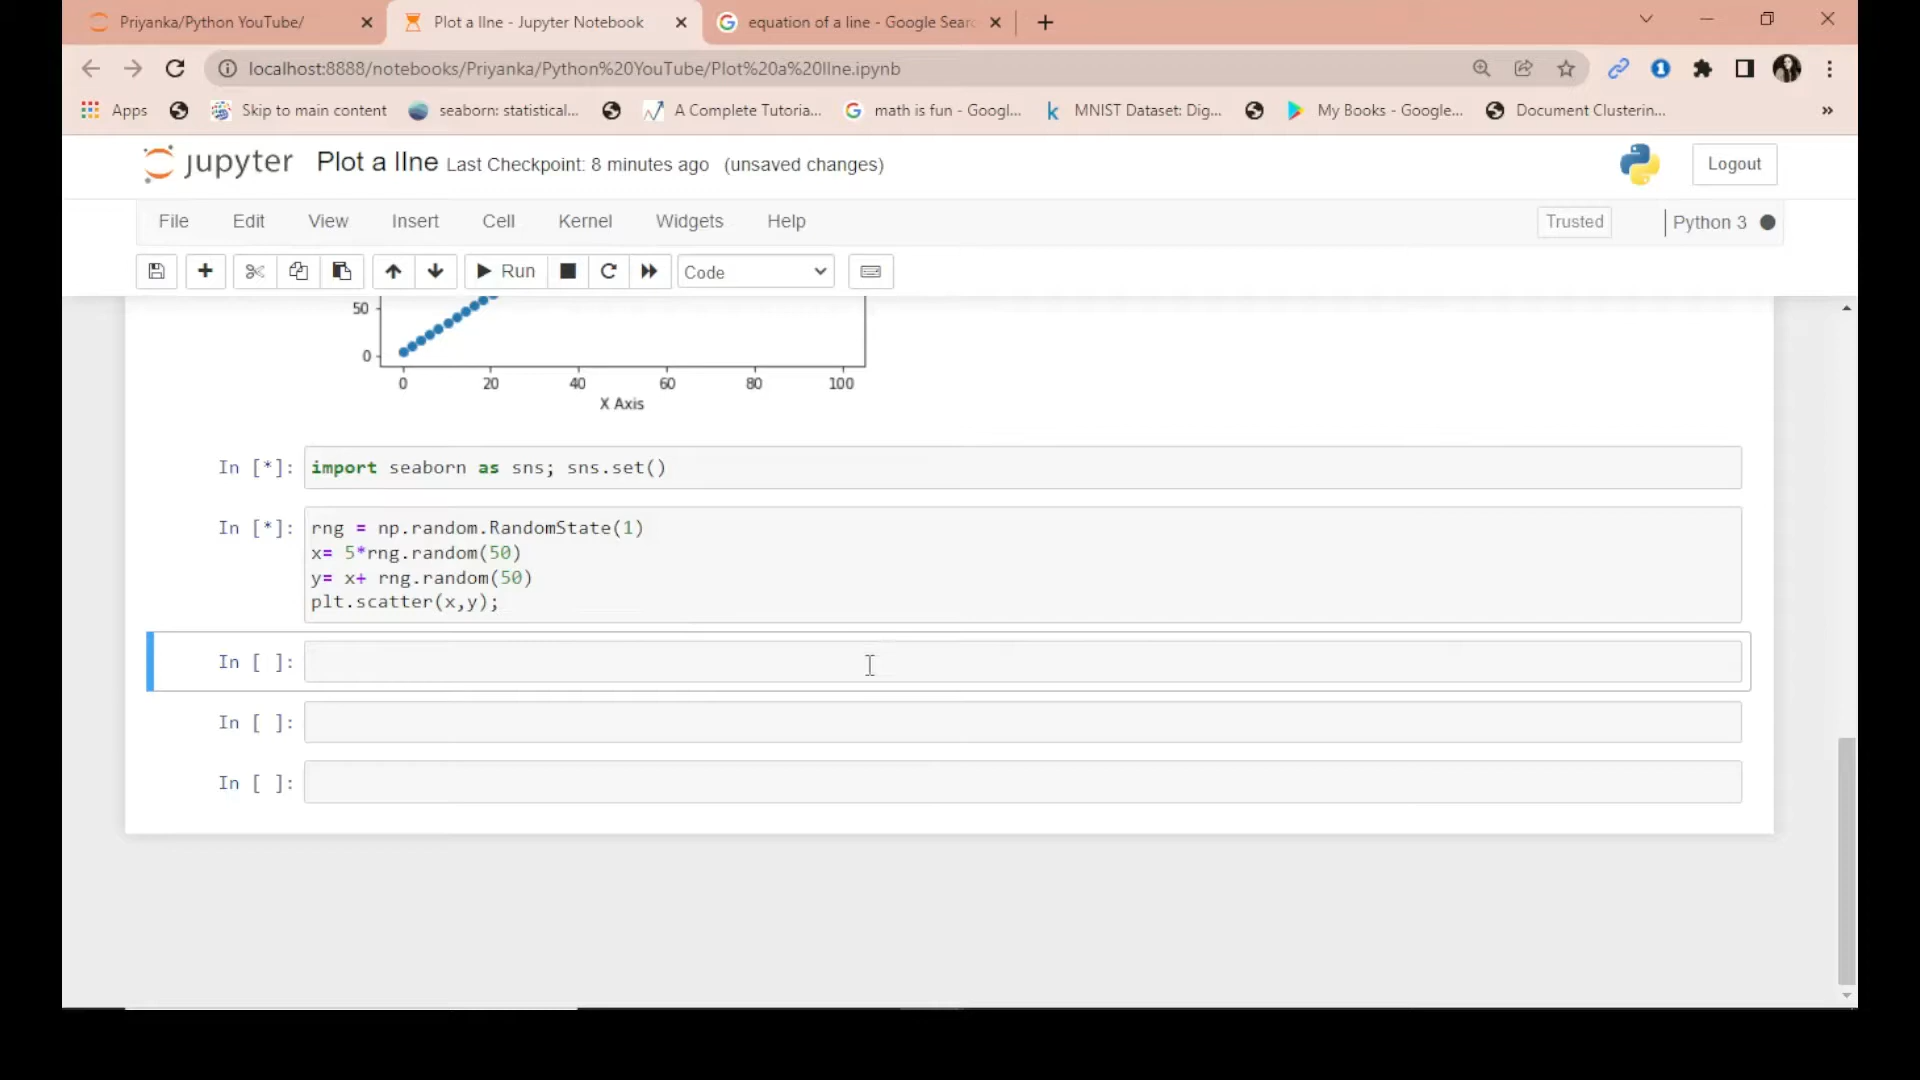 Priyanka/Python YouTube/
Plot a lIne - Jupyter Notebook
equation of a line - Google Sear
localhost:8888/notebooks/Priyanka/Python%20YouTube/Plot%20a%20lIne.ipynb
Apps
Skip to main content
seaborn: statistical...
A Complete Tutoria...
math is fun - Googl...
MNIST Dataset: Dig...
My Books - Google...
Document Clusterin...
»
jupyter Plot a lIne Last Checkpoint: 8 minutes ago (unsaved changes)
Logout
File Edit View Insert Cell Kernel Widgets Help
Trusted
Python 3
Run
Code
50
0
0 20 40 60 80 100
X Axis
In [*]: import seaborn as sns; sns.set()
In [*]: rng = np.random.RandomState(1)
x= 5*rng.random(50)
y= x+ rng.random(50)
plt.scatter(x,y);
In [ ]:
In [ ]:
In [ ]: